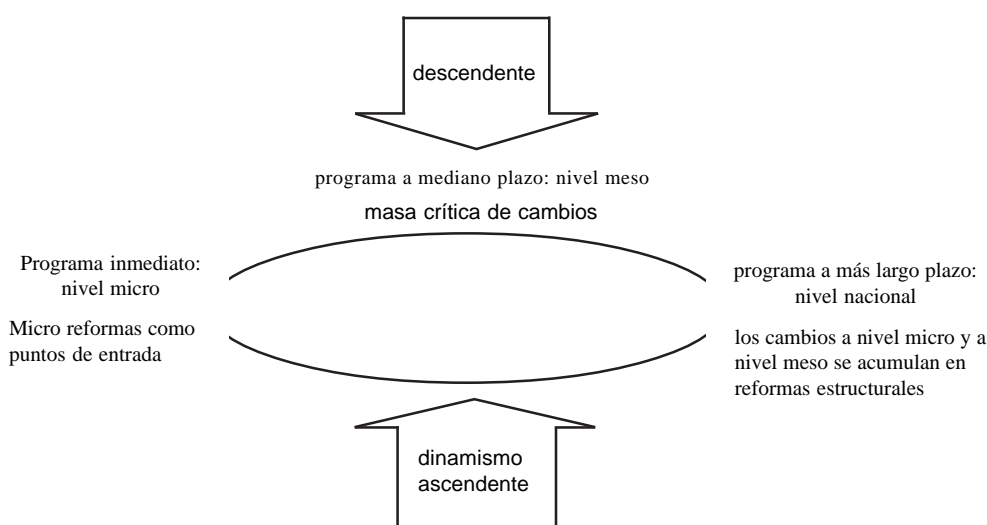 descendente
programa a mediano plazo: nivel meso
masa crítica de cambios
Programa inmediato:
nivel micro
Micro reformas como
puntos de entrada
programa a más largo plazo:
nivel nacional
los cambios a nivel micro y a
nivel meso se acumulan en
reformas estructurales
dinamismo
ascendente